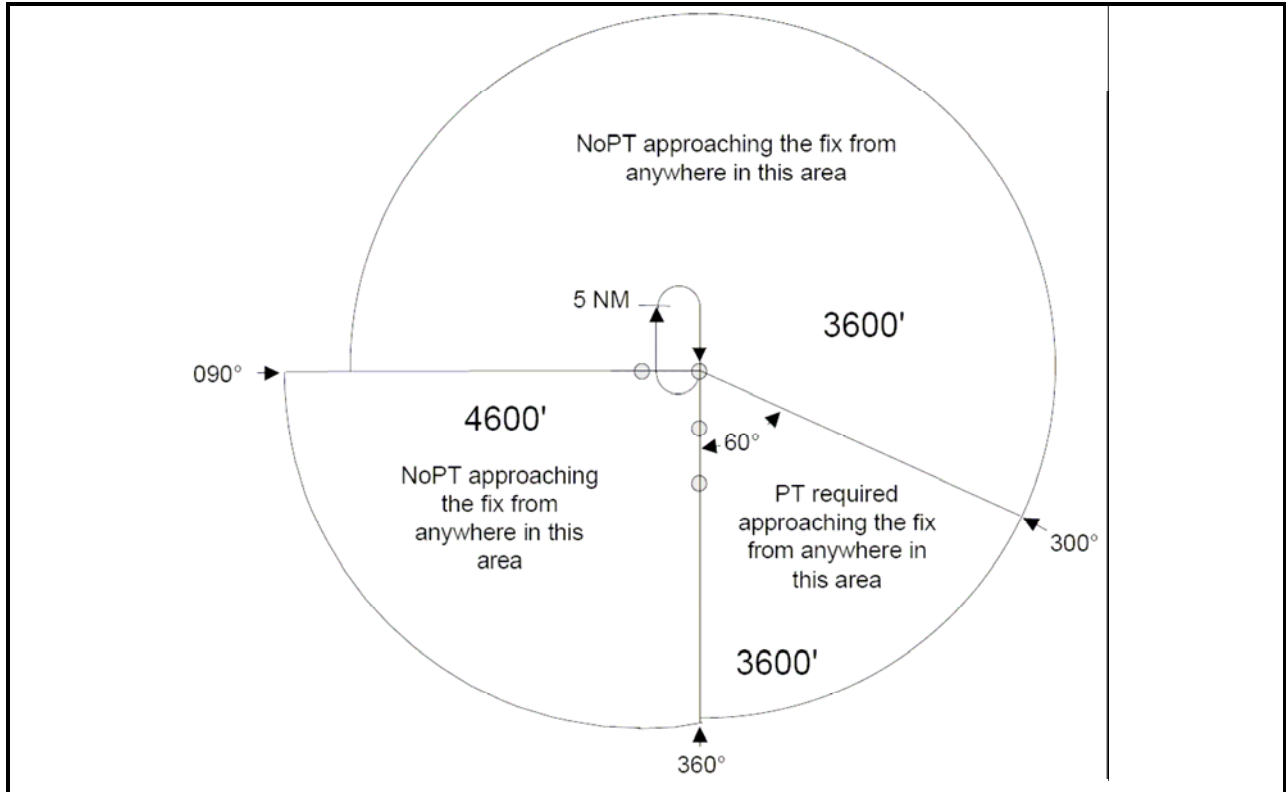 NoPT approaching the fix from
anywhere in this area
5 NM
3600'
090°
4600'
60°
NoPT approaching
the fix from
anywhere in this
area
PT required
approaching the fix
from anywhere in
this area
300°
3600'
360°